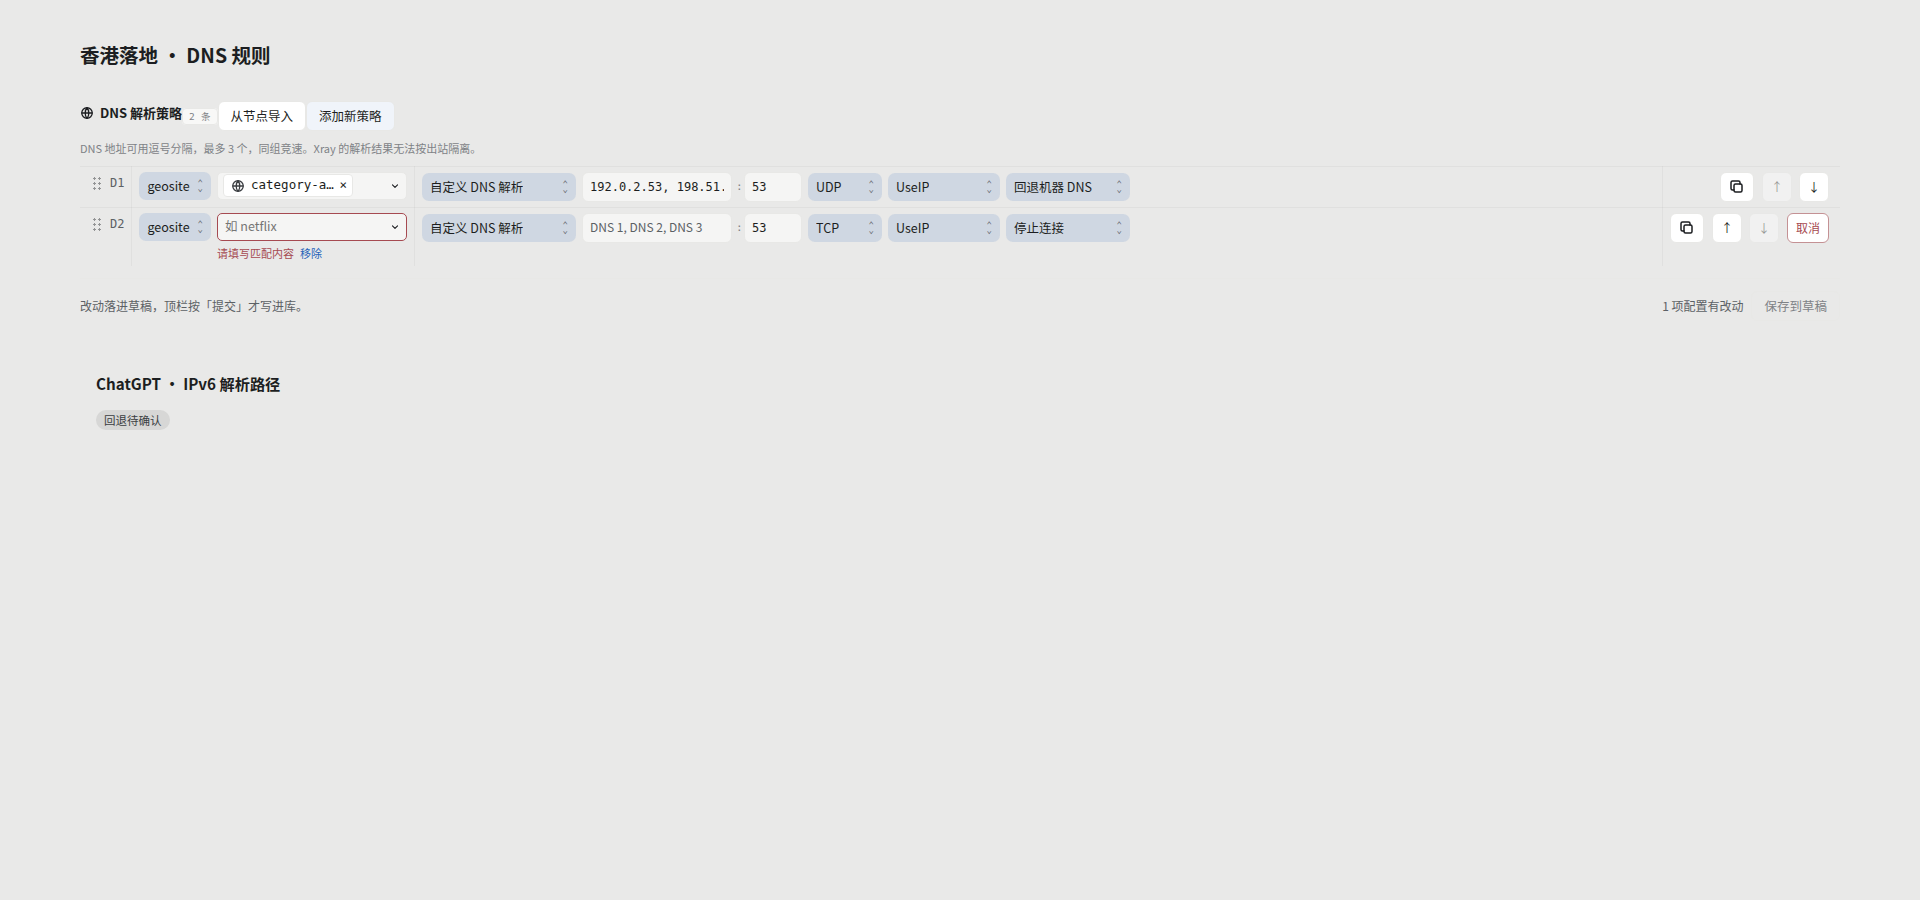 香港落地 • DNS 规则
DNS 解析策略 2 条 从节点导入 添加新策略
DNS 地址可用逗号分隔，最多 3 个，同组竞速。Xray 的解析结果无法按出站隔离。
D1 geosite category-a… × 自定义 DNS 解析 192.0.2.53, 198.51. : 53 UDP UseIP 回退机器 DNS ↑ ↓
D2 geosite 如 netflix 自定义 DNS 解析 DNS 1, DNS 2, DNS 3 : 53 TCP UseIP 停止连接 ↑ ↓ 取消
请填写匹配内容 移除
改动落进草稿，顶栏按「提交」才写进库。 1 项配置有改动 保存到草稿
ChatGPT • IPv6 解析路径
回退待确认